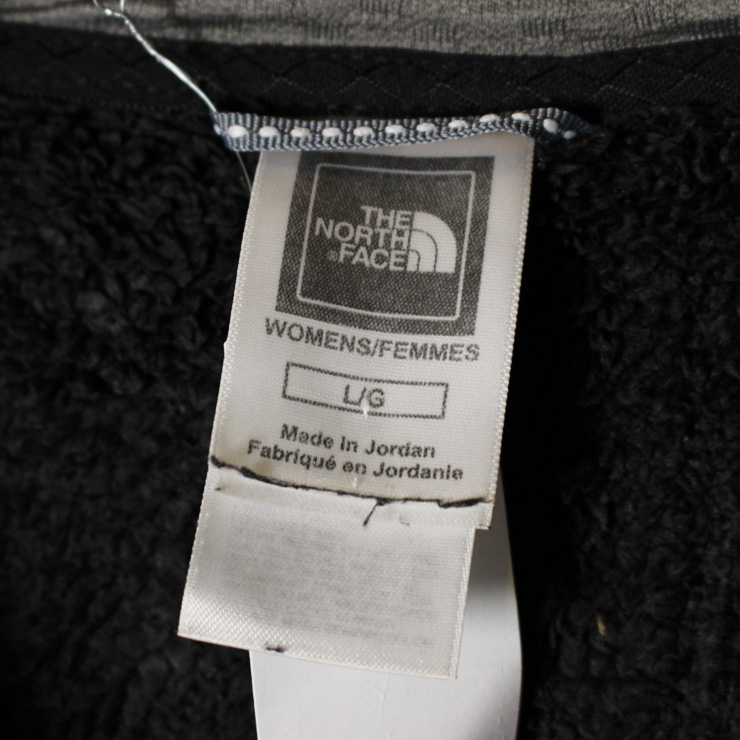 THE
NORTH
FACE
WOMENS/FEMMES
L/G
Made in Jordan
Fabriqué en Jordanie